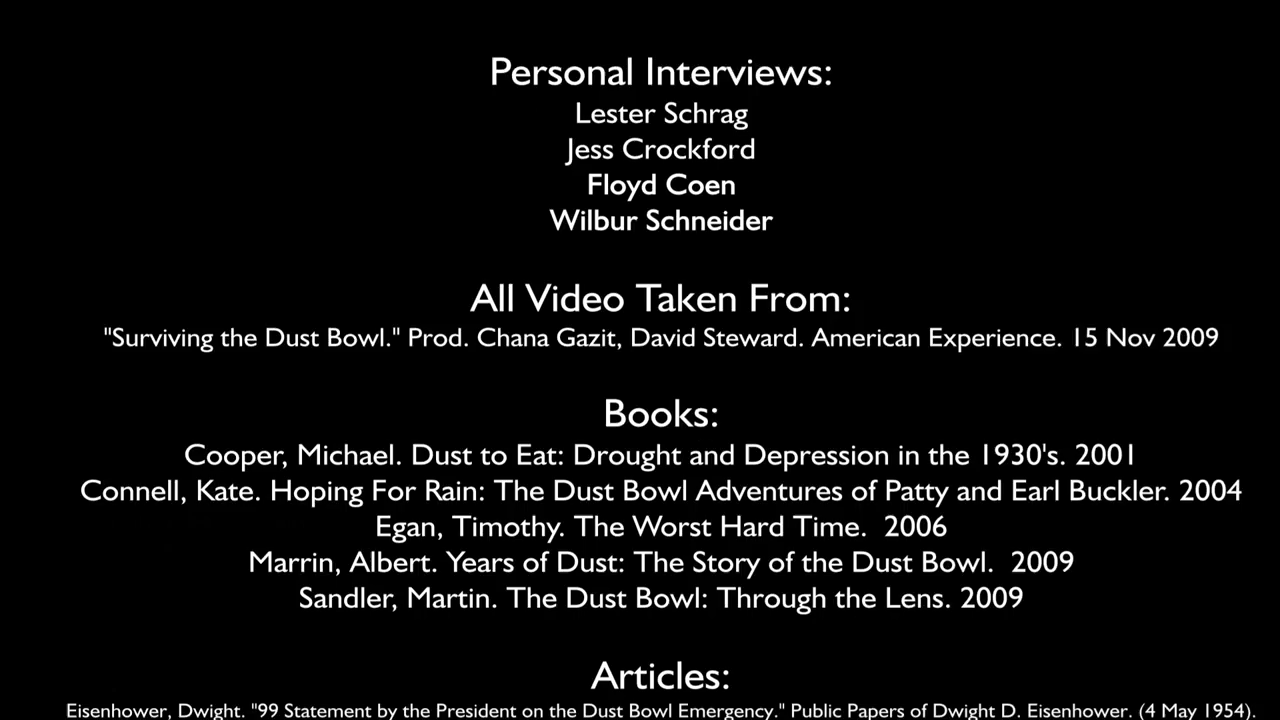 Personal Interviews:
Lester Schrag
Jess Crockford
Floyd Coen
Wilbur Schneider
All Video Taken From:
"Surviving the Dust Bowl." Prod. Chana Gazit, David Steward. American Experience. 15 Nov 2009
Books:
Cooper, Michael. Dust to Eat: Drought and Depression in the 1930's. 2001
Connell, Kate. Hoping For Rain: The Dust Bowl Adventures of Patty and Earl Buckler. 2004
Egan, Timothy. The Worst Hard Time.  2006
Marrin, Albert. Years of Dust: The Story of the Dust Bowl.  2009
Sandler, Martin. The Dust Bowl: Through the Lens. 2009
Articles:
Eisenhower, Dwight. "99 Statement by the President on the Dust Bowl Emergency." Public Papers of Dwight D. Eisenhower. (4 May 1954).